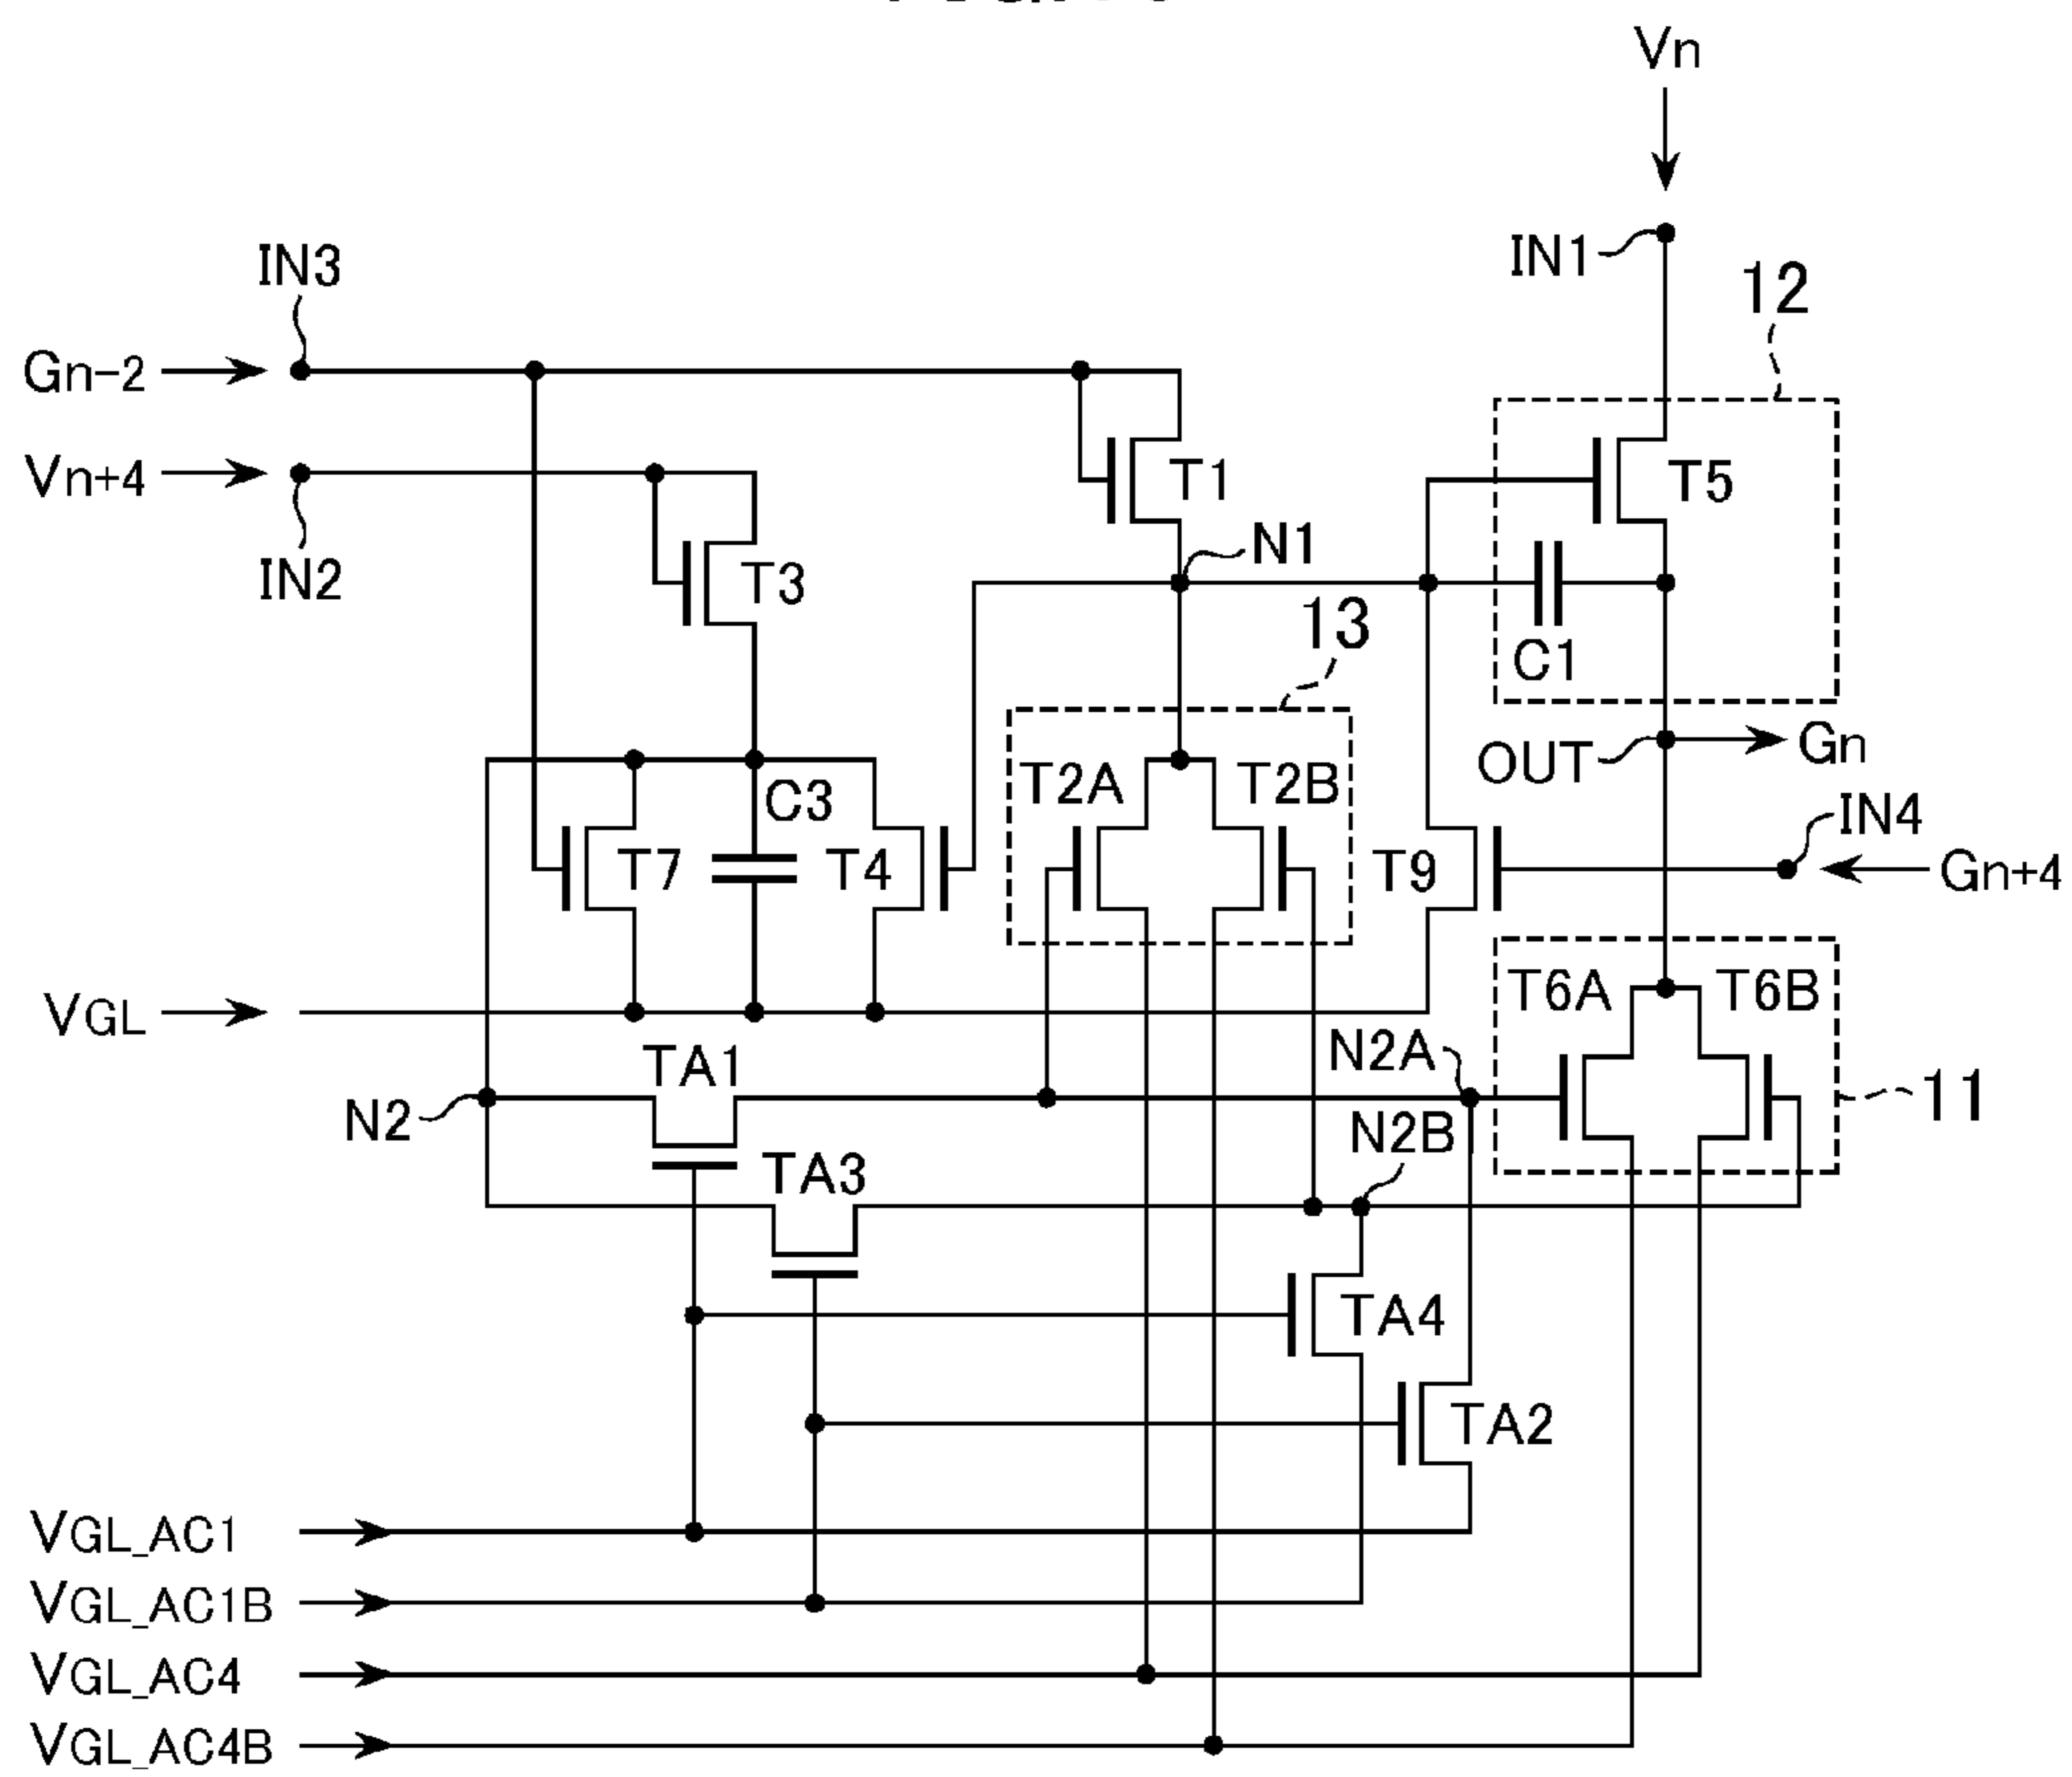 Vn
IN1
12
IN3
Gn-2
Vn+4
IN2
T1
T5
T3
N1
13
C1
OUT
Gn
T2A
T2B
C3
IN4
T7
T4
T9
Gn+4
VGL
T6A
T6B
N2A
TA1
N2
11
N2B
TA3
TA4
TA2
VGL_AC1
VGL_AC1B
VGL_AC4
VGL_AC4B